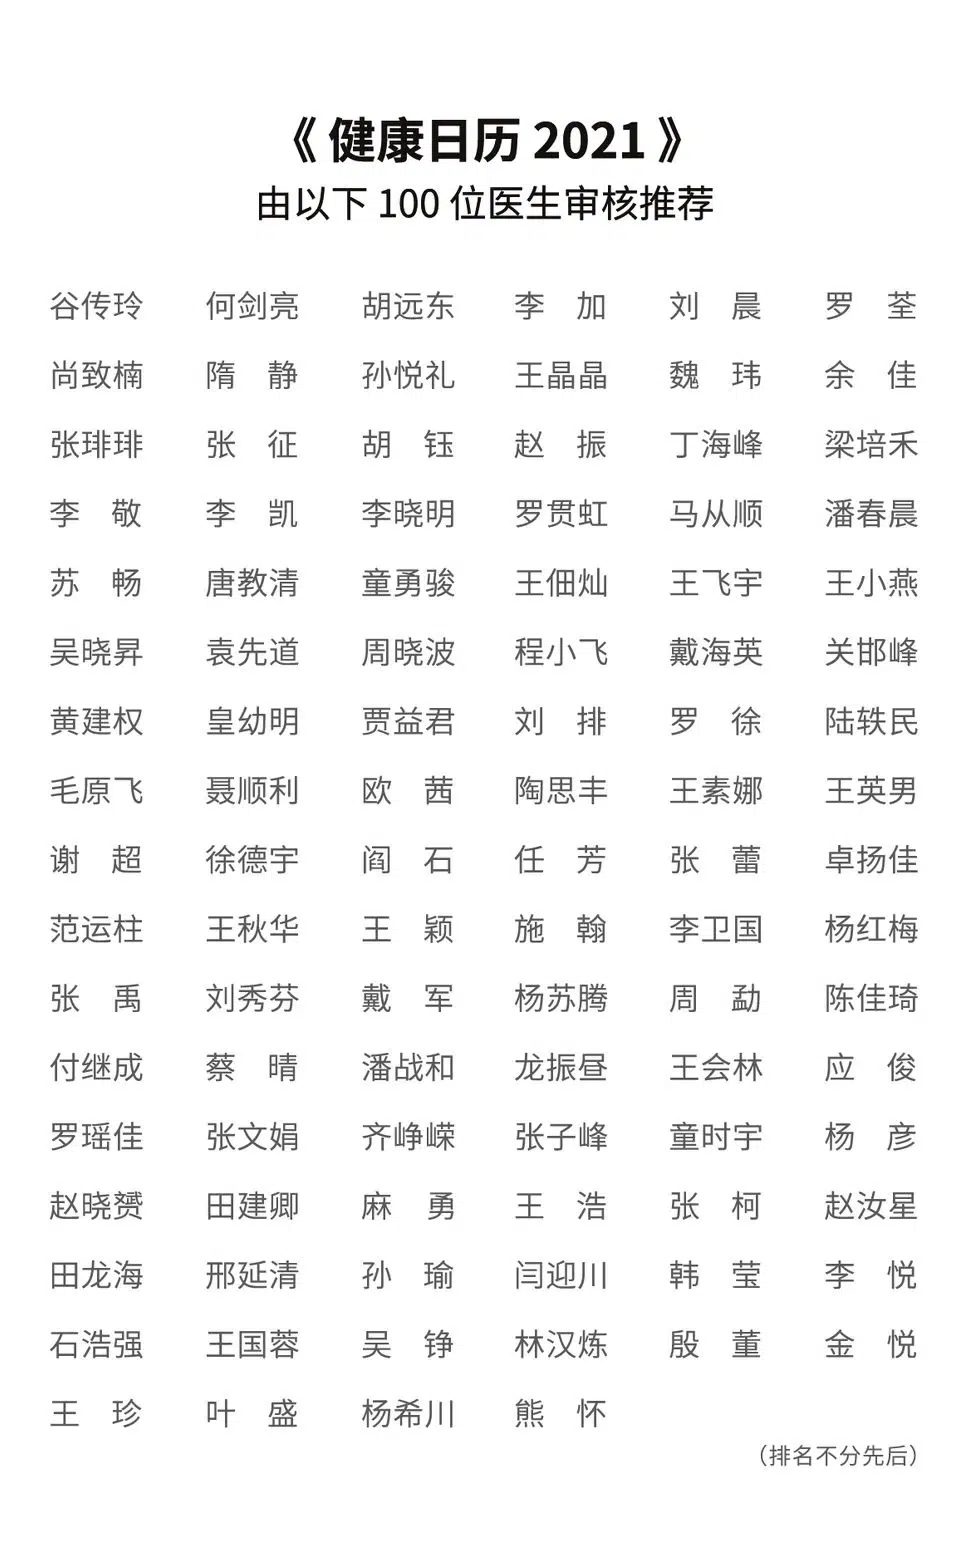 《 健康日历 2021 》
由以下 100 位医生审核推荐
谷传玲 何剑亮 胡远东 李 加 刘 晨 罗 荃
尚致楠 隋 静 孙悦礼 王晶晶 魏 玮 余 佳
张琲琲 张 征 胡 钰 赵 振 丁海峰 梁培禾
李 敬 李 凯 李晓明 罗贯虹 马从顺 潘春晨
苏 畅 唐教清 童勇骏 王佃灿 王飞宇 王小燕
吴晓昇 袁先道 周晓波 程小飞 戴海英 关邯峰
黄建权 皇幼明 贾益君 刘 排 罗 徐 陆轶民
毛原飞 聂顺利 欧 茜 陶思丰 王素娜 王英男
谢 超 徐德宇 阎 石 任 芳 张 蕾 卓扬佳
范运柱 王秋华 王 颖 施 翰 李卫国 杨红梅
张 禹 刘秀芬 戴 军 杨苏腾 周 勐 陈佳琦
付继成 蔡 晴 潘战和 龙振昼 王会林 应 俊
罗瑶佳 张文娟 齐峥嵘 张子峰 童时宇 杨 彦
赵晓赟 田建卿 麻 勇 王 浩 张 柯 赵汝星
田龙海 邢延清 孙 瑜 闫迎川 韩 莹 李 悦
石浩强 王国蓉 吴 铮 林汉炼 殷 董 金 悦
王 珍 叶 盛 杨希川 熊 怀
（排名不分先后）